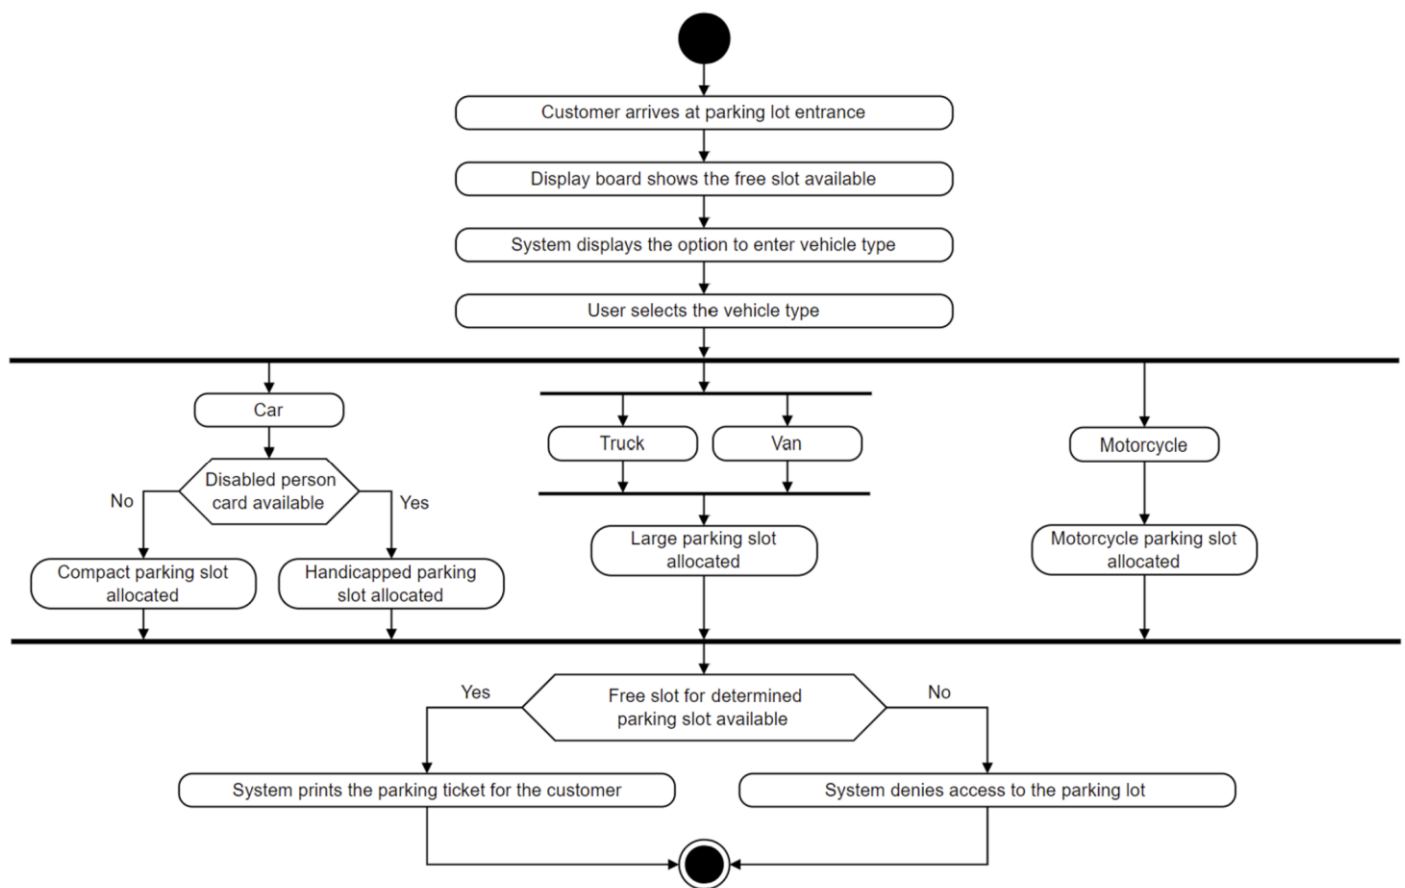 Customer arrives at parking lot entrance
Display board shows the free slot available
System displays the option to enter vehicle type
User selects the vehicle type
Car
Truck
Van
Motorcycle
Disabled person
card available
No
Yes
Compact parking slot
allocated
Handicapped parking
slot allocated
Large parking slot
allocated
Motorcycle parking slot
allocated
Free slot for determined
parking slot available
Yes
No
System prints the parking ticket for the customer
System denies access to the parking lot